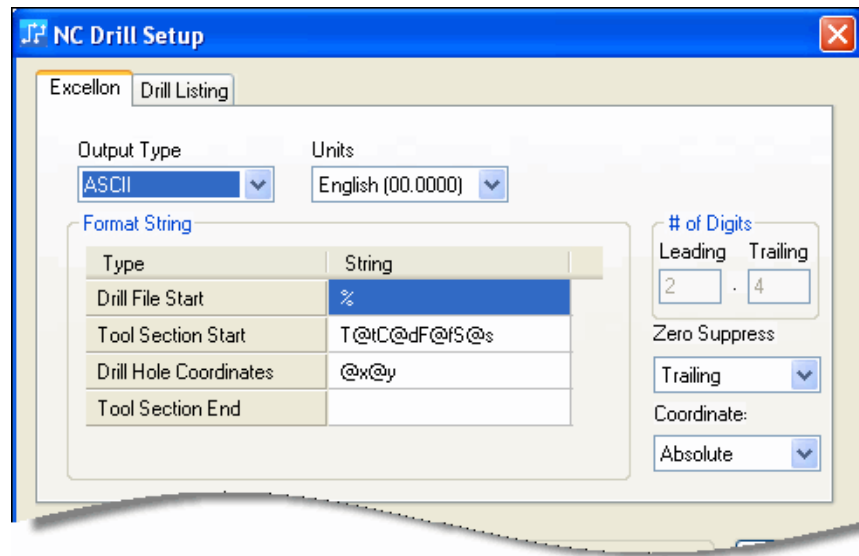 NC Drill Setup
Excellon
Drill Listing
Output Type
Units
ASCII
English (00.0000)
Format String
Type
String
Drill File Start
%
Tool Section Start
T@tC@dF@fS@s
Drill Hole Coordinates
@x@y
Tool Section End
# of Digits
Leading
Trailing
2
.
4
Zero Suppress
Trailing
Coordinate:
Absolute